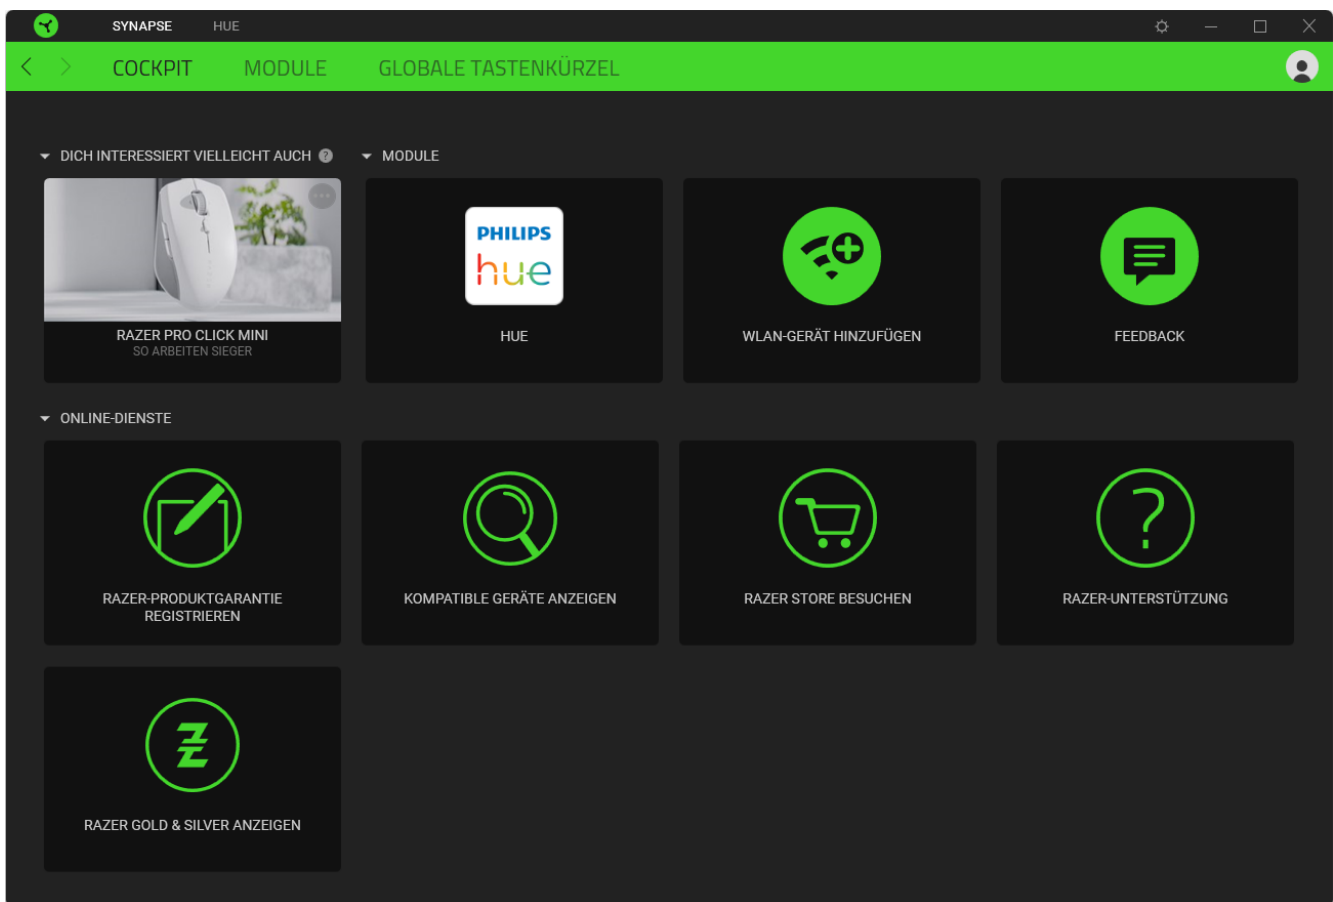 SYNAPSE HUE
COCKPIT MODULE GLOBALE TASTENKÜRZEL
DICH INTERESSIERT VIELLEICHT AUCH ?
MODULE
RAZER PRO CLICK MINI
SO ARBEITEN SIEGER
PHILIPS
hue
HUE
WLAN-GERÄT HINZUFÜGEN
FEEDBACK
ONLINE-DIENSTE
RAZER-PRODUKTGARANTIE
REGISTRIEREN
KOMPATIBLE GERÄTE ANZEIGEN
RAZER STORE BESUCHEN
?
RAZER-UNTERSTÜTZUNG
RAZER GOLD & SILVER ANZEIGEN